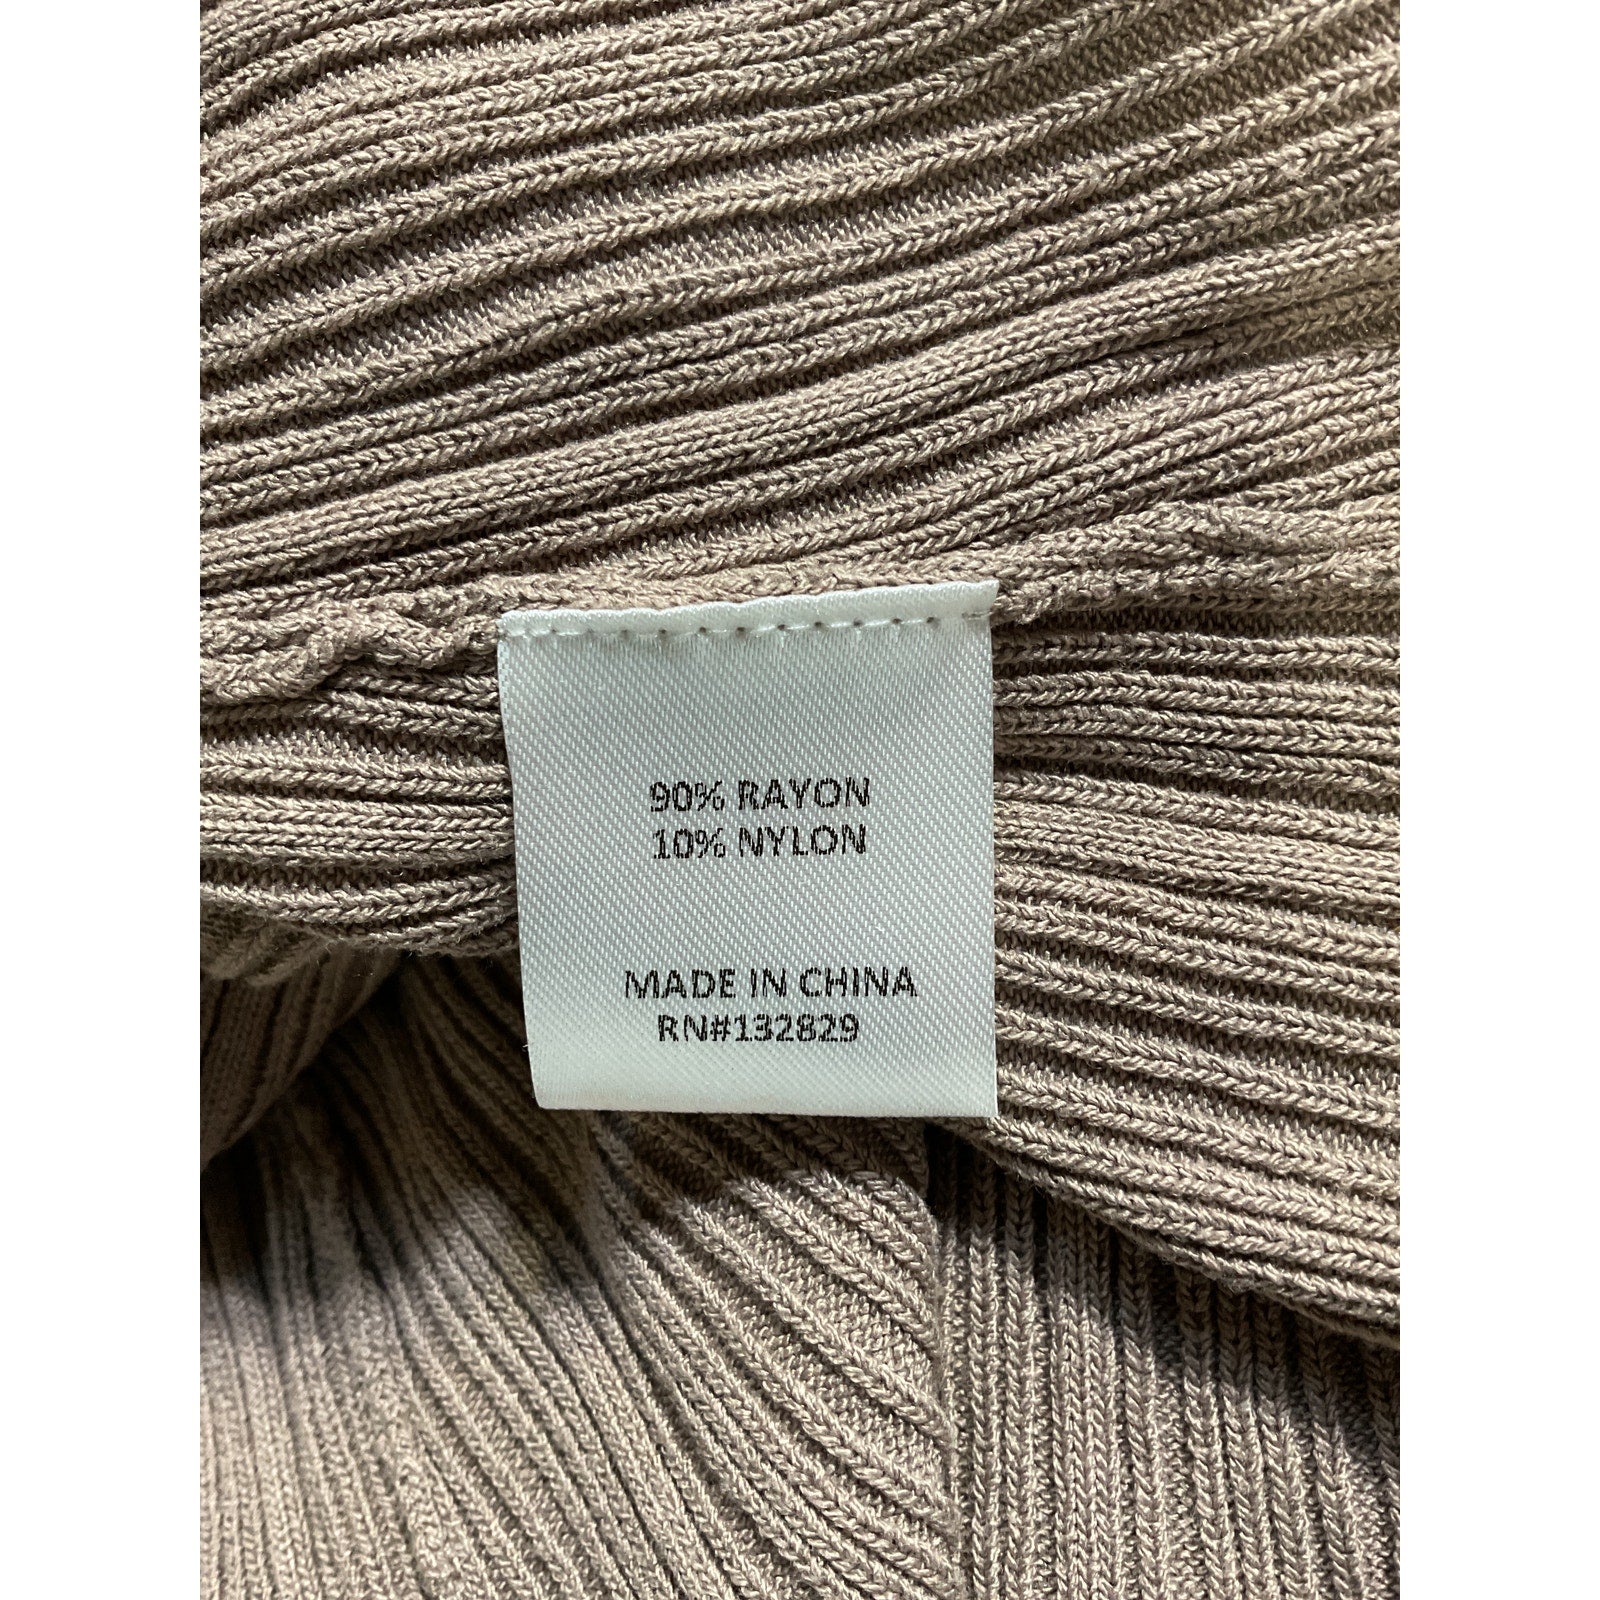 90% RAYON
10% NYLON
MADE IN CHINA
RN#132829